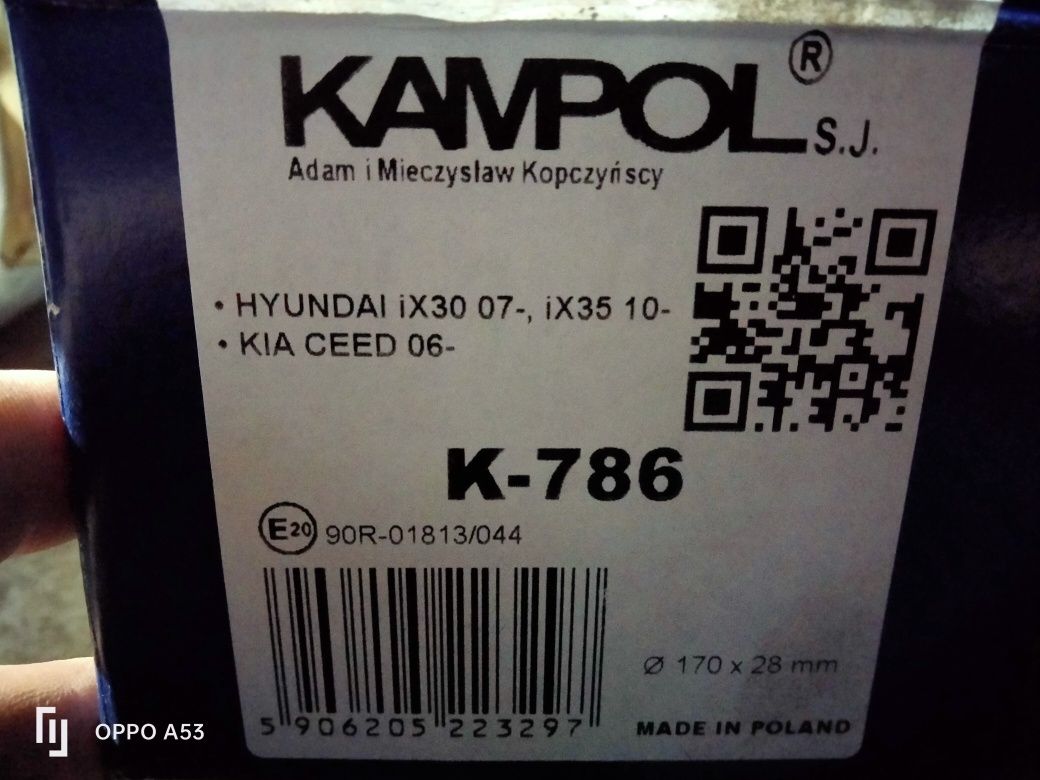 KAMPOL® S.J.
Adam i Mieczysław Kopczyńscy
• HYUNDAI iX30 07-, iX35 10-
• KIA CEED 06-
K-786
E20 90R-01813/044
Ø 170 x 28 mm
5 906205 223297
MADE IN POLAND
OPPO A53